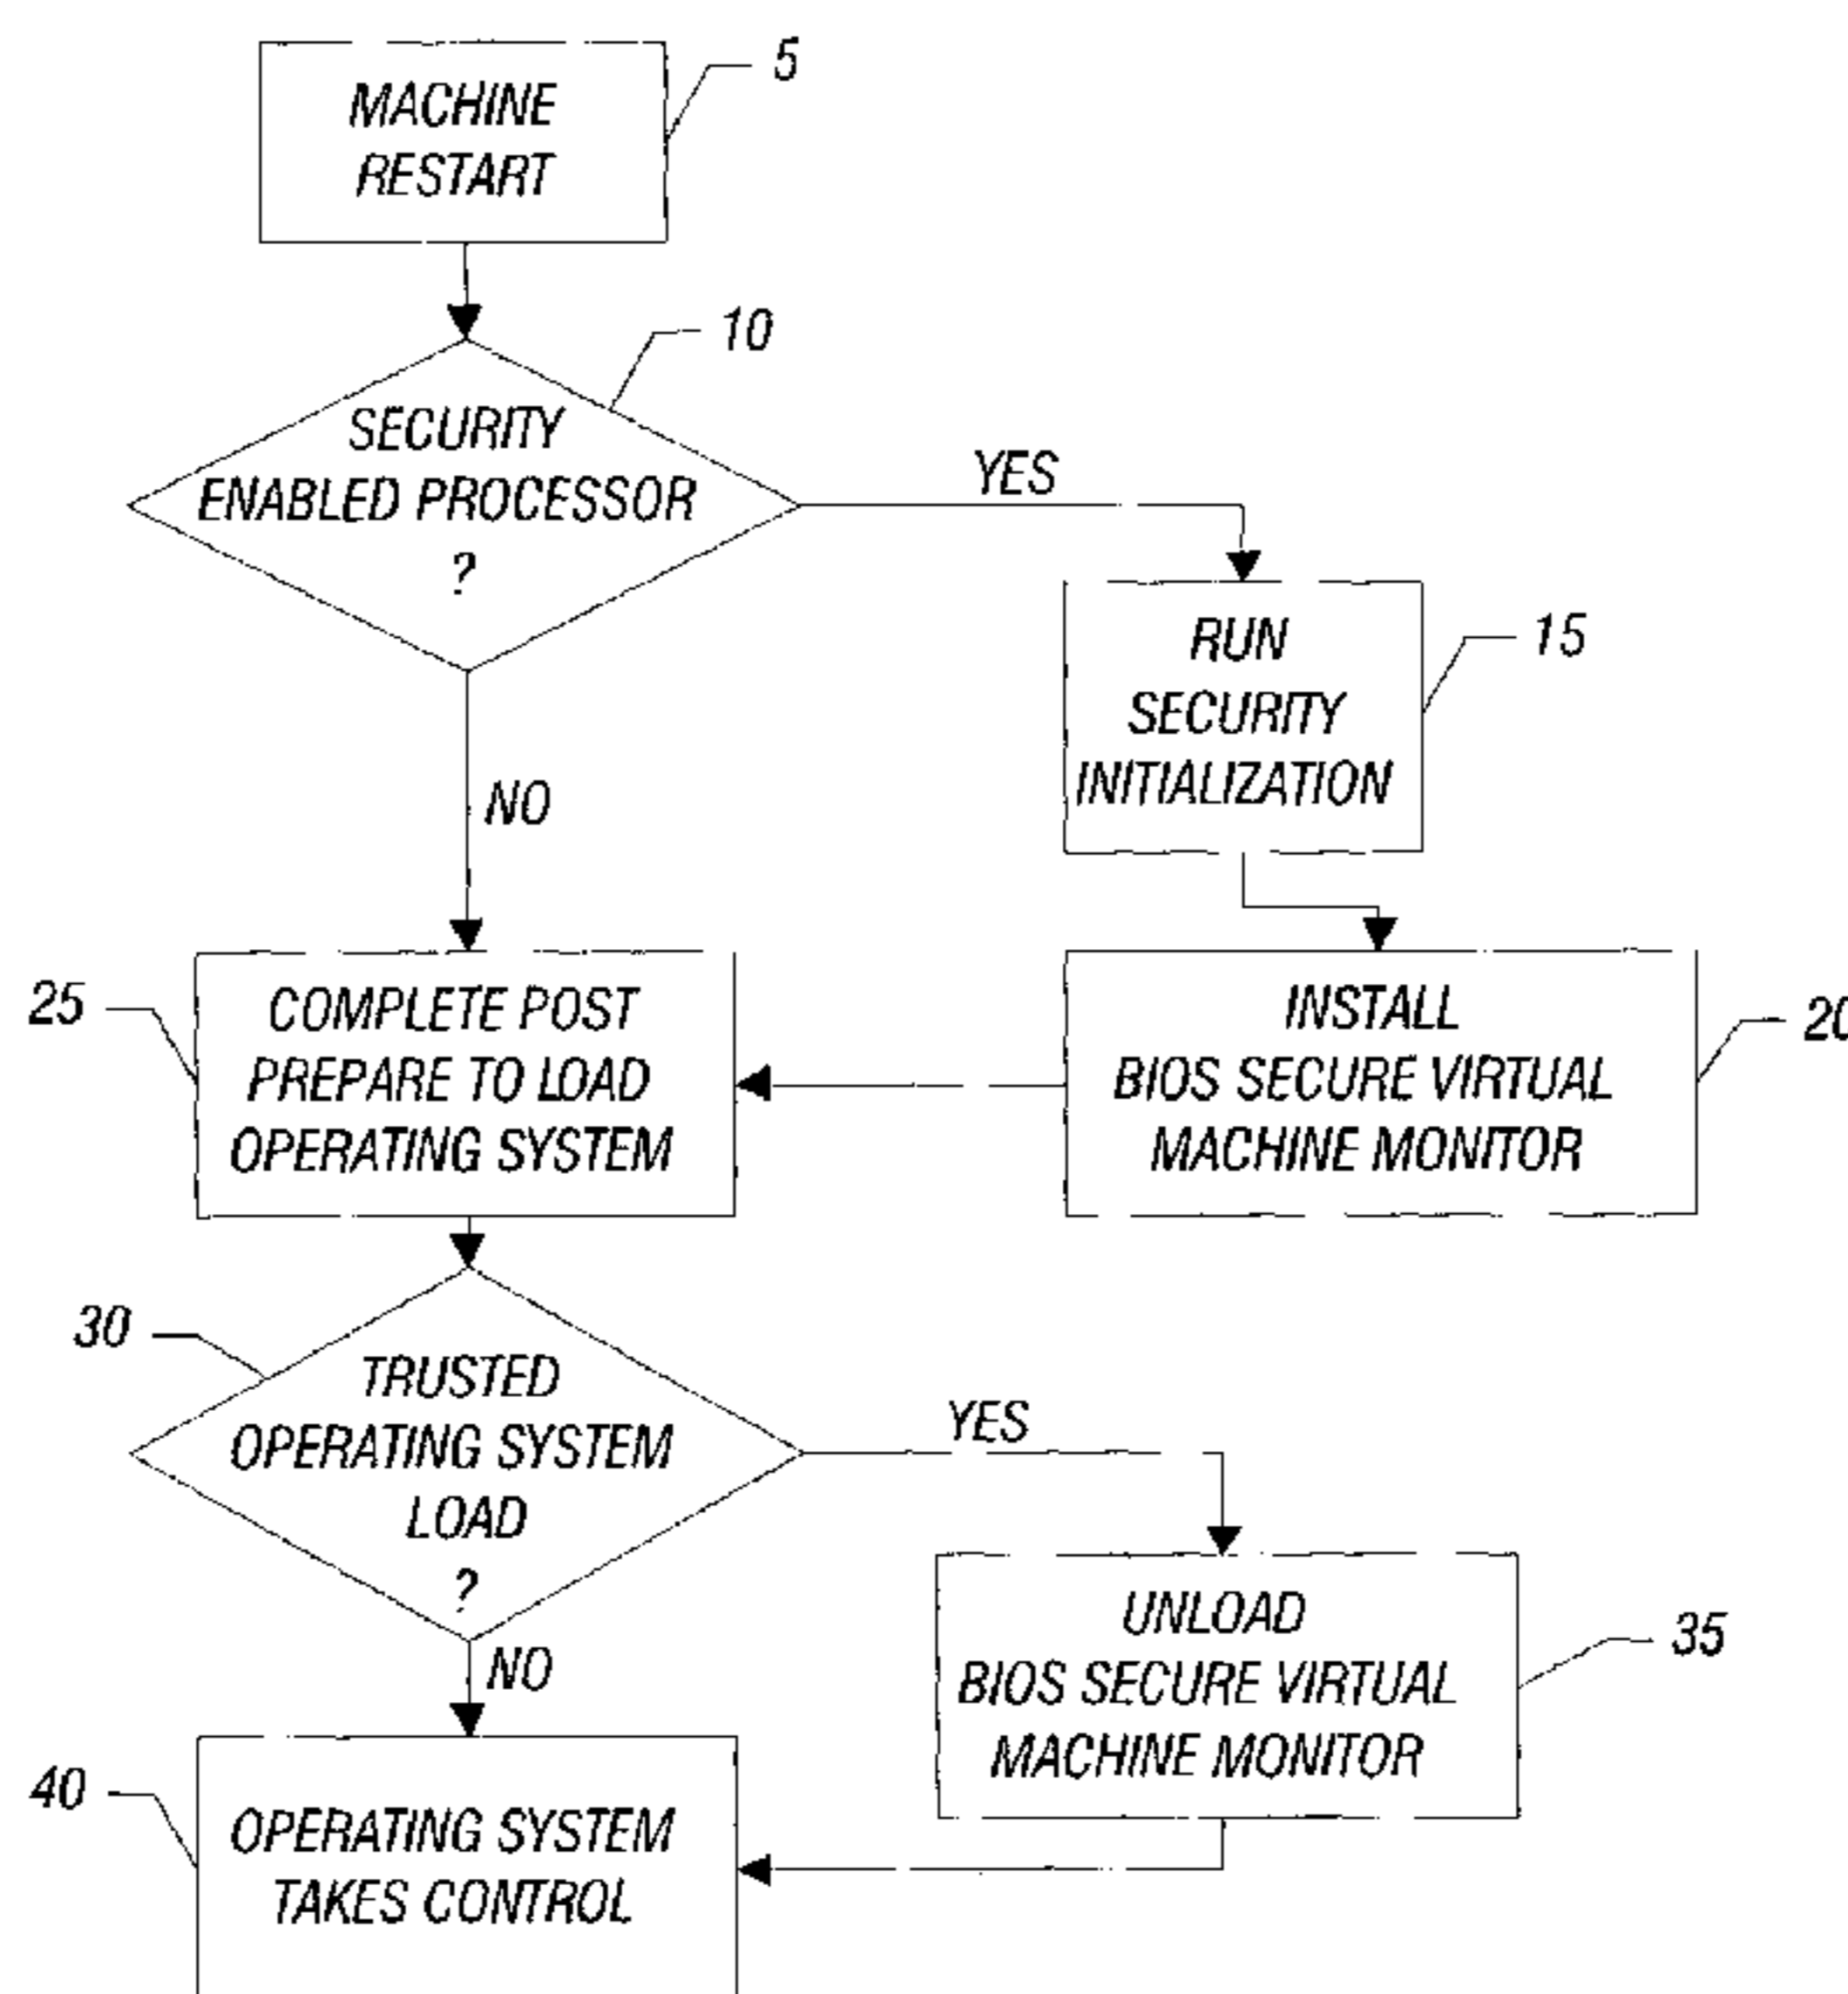 MACHINE
RESTART
5
10
SECURITY
ENABLED PROCESSOR
?
YES
NO
RUN
SECURITY
INITIALIZATION
15
25
COMPLETE POST
PREPARE TO LOAD
OPERATING SYSTEM
INSTALL
BIOS SECURE VIRTUAL
MACHINE MONITOR
20
30
TRUSTED
OPERATING SYSTEM
LOAD
?
YES
NO
UNLOAD
BIOS SECURE VIRTUAL
MACHINE MONITOR
35
40
OPERATING SYSTEM
TAKES CONTROL